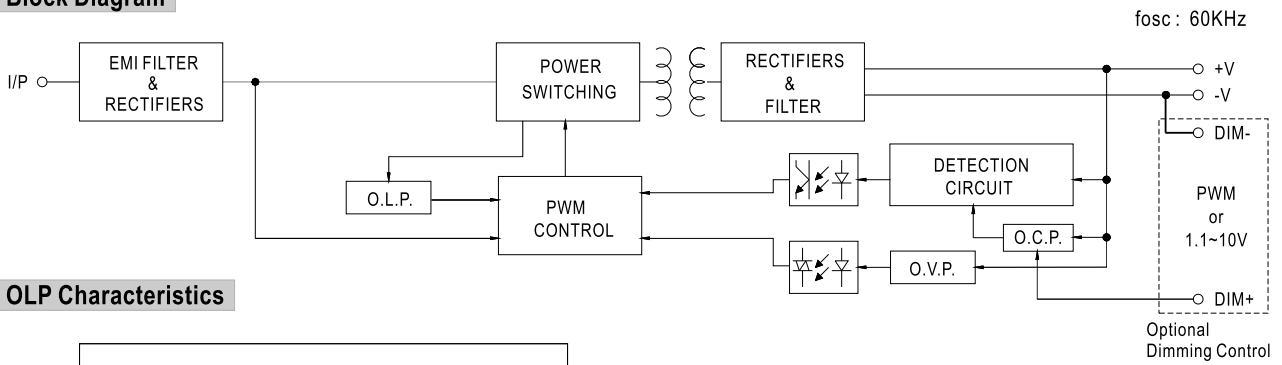 Block Diagram
fosc : 60KHz
I/P
EMI FILTER
&
RECTIFIERS
POWER
SWITCHING
RECTIFIERS
&
FILTER
+V
-V
DIM-
O.L.P.
PWM
CONTROL
DETECTION
CIRCUIT
O.C.P.
O.V.P.
PWM
or
1.1~10V
DIM+
OLP Characteristics
Optional
Dimming Control